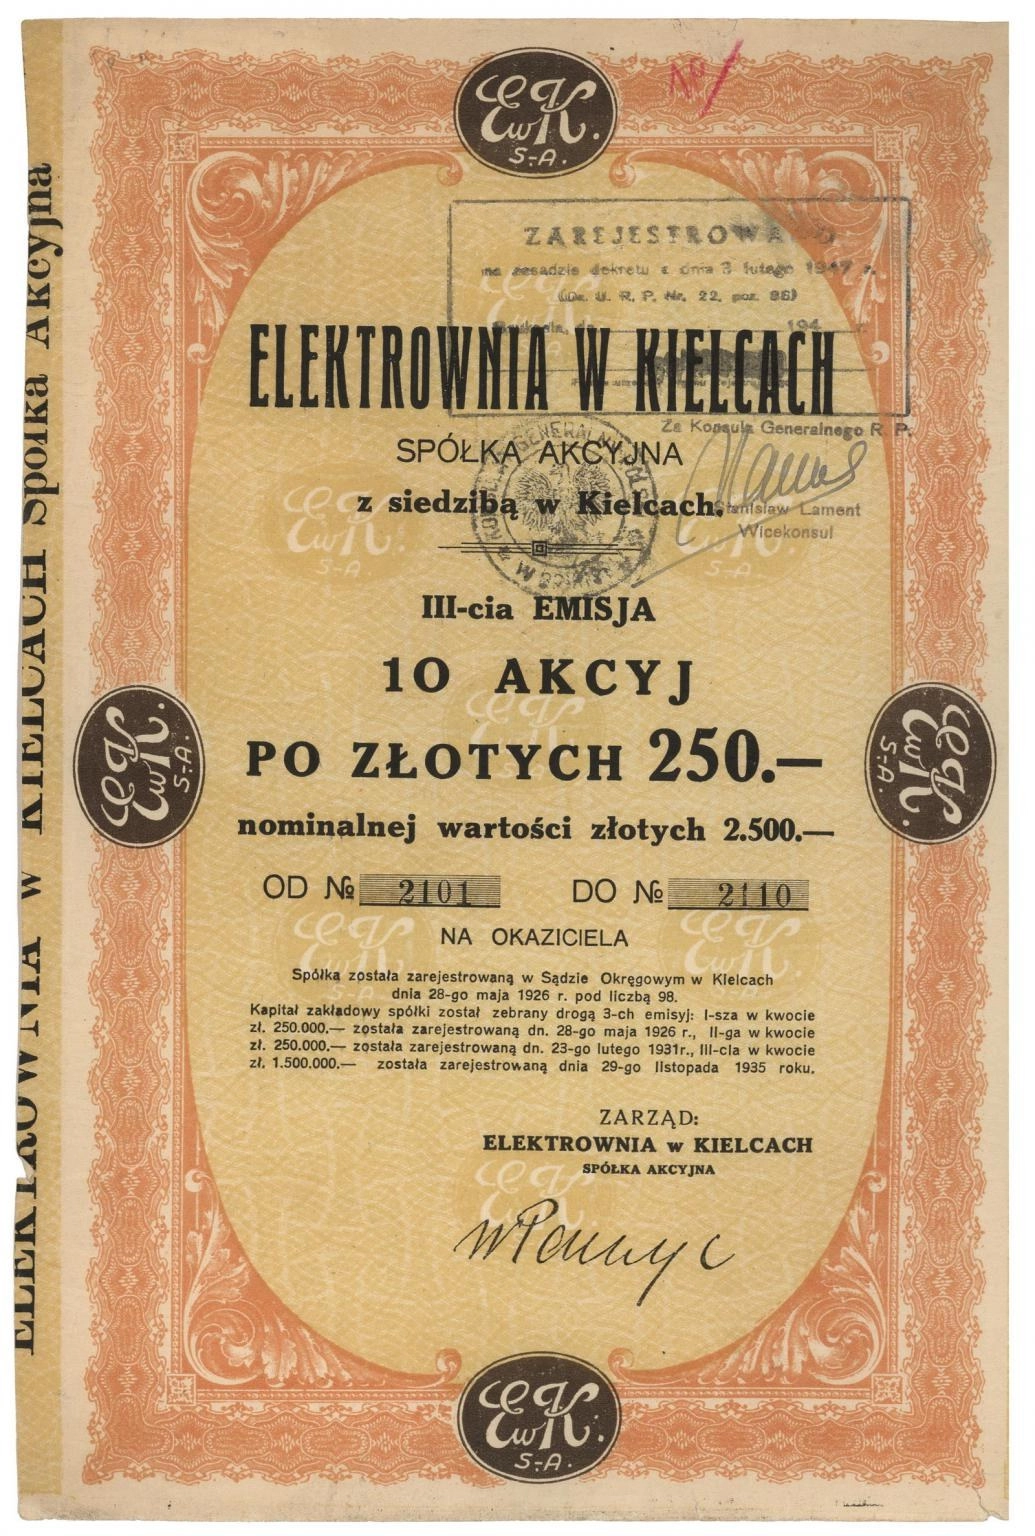 EwK.
S-A.
No
ZAREJESTROWANO
na zasadzie dekretu z dnia 3 lutego 1947 r.
(Dz. U. R. P. Nr. 22, poz. 88)
194 r.
ELEKTROWNIA W KIELCACH
Za Konsula Generalnego R. P.
SPÓŁKA AKCYJNA
z siedzibą w Kielcach.
Stanisław Lament
Wicekonsul
III-cia EMISJA
10 AKCYJ
PO ZŁOTYCH 250.—
nominalnej wartości złotych 2.500.—
OD № 2101 DO № 2110
NA OKAZICIELA
Spółka została zarejestrowaną w Sądzie Okręgowym w Kielcach
dnia 28-go maja 1926 r. pod liczbą 98.
Kapitał zakładowy spółki został zebrany drogą 3-ch emisyj: I-sza w kwocie
zł. 250.000.— została zarejestrowaną dn. 28-go maja 1926 r., II-ga w kwocie
zł. 250.000.— została zarejestrowaną dn. 23-go lutego 1931r., III-cia w kwocie
zł. 1.500.000.— została zarejestrowaną dnia 29-go listopada 1935 roku.
ZARZĄD:
ELEKTROWNIA w KIELCACH
SPÓŁKA AKCYJNA
EwK.
S-A.
EwK.
S-A.
EwK.
S-A.
ELEKTROWNIA w KIELCACH Spółka Akcyjna